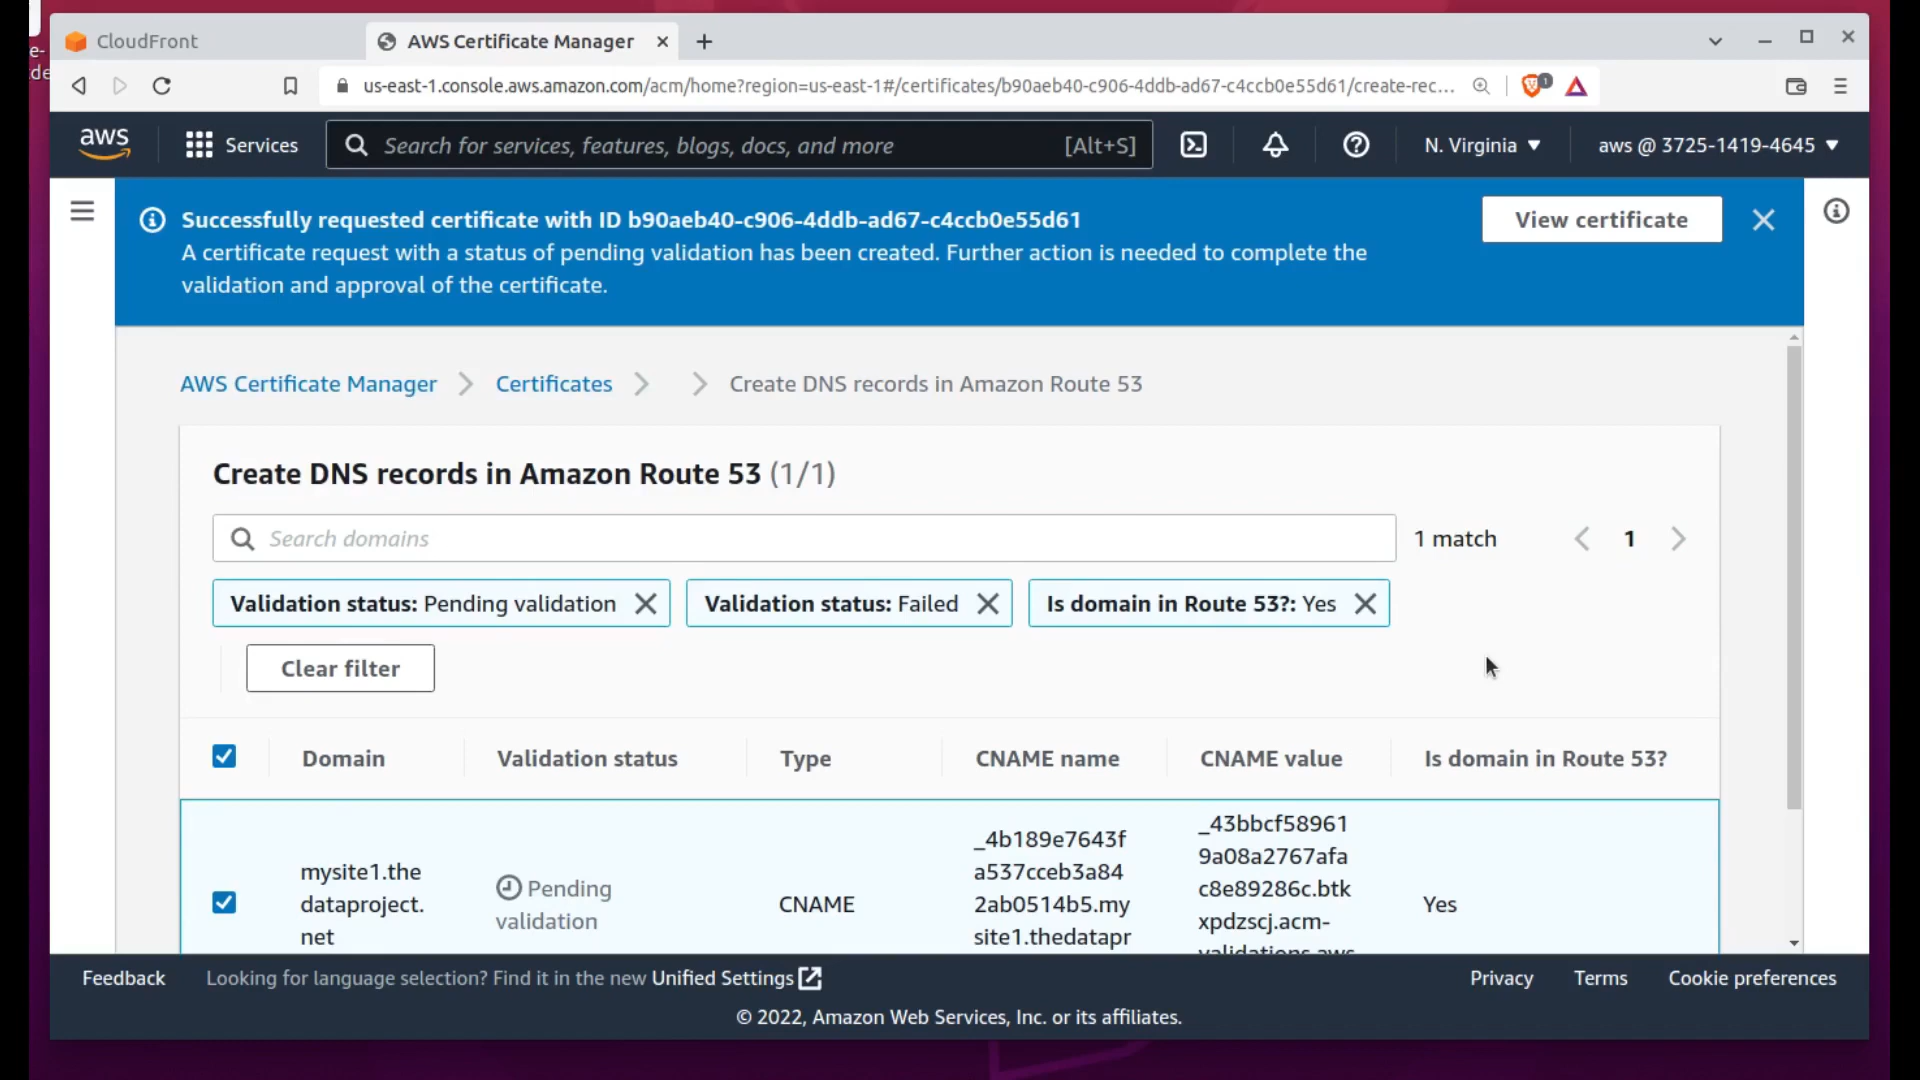 e-
de
CloudFront
AWS Certificate Manager
us-east-1.console.aws.amazon.com/acm/home?region=us-east-1#/certificates/b90aeb40-c906-4ddb-ad67-c4ccb0e55d61/create-rec...
1
aws
Services
Search for services, features, blogs, docs, and more
[Alt+S]
N. Virginia
aws @ 3725-1419-4645
Successfully requested certificate with ID b90aeb40-c906-4ddb-ad67-c4ccb0e55d61
A certificate request with a status of pending validation has been created. Further action is needed to complete the
validation and approval of the certificate.
View certificate
AWS Certificate Manager
Certificates
Create DNS records in Amazon Route 53
Create DNS records in Amazon Route 53 (1/1)
Search domains
1 match
1
Validation status: Pending validation
Validation status: Failed
Is domain in Route 53?: Yes
Clear filter
Domain
Validation status
Type
CNAME name
CNAME value
Is domain in Route 53?
mysite1.the
dataproject.
net
Pending
validation
CNAME
_4b189e7643f
a537cceb3a84
2ab0514b5.my
site1.thedatapr
_43bbcf58961
9a08a2767afa
c8e89286c.btk
xpdzscj.acm-
validations.aws
Yes
Feedback
Looking for language selection? Find it in the new Unified Settings
Privacy
Terms
Cookie preferences
© 2022, Amazon Web Services, Inc. or its affiliates.